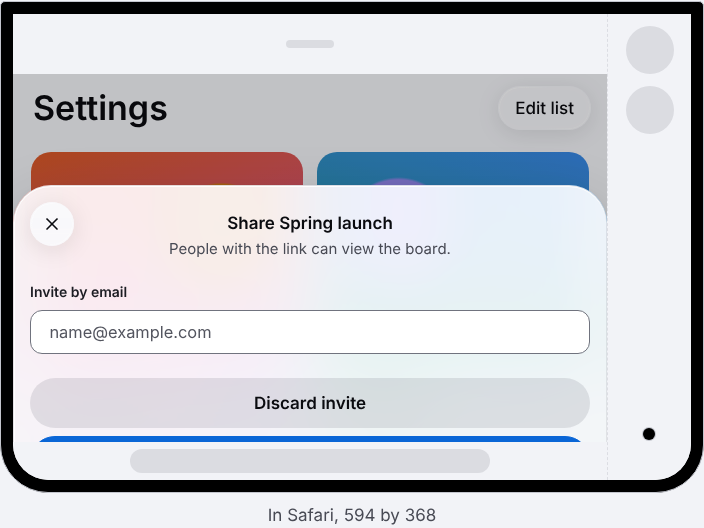 Settings
Edit list
Share Spring launch
People with the link can view the board.
Invite by email
name@example.com
Discard invite
In Safari, 594 by 368